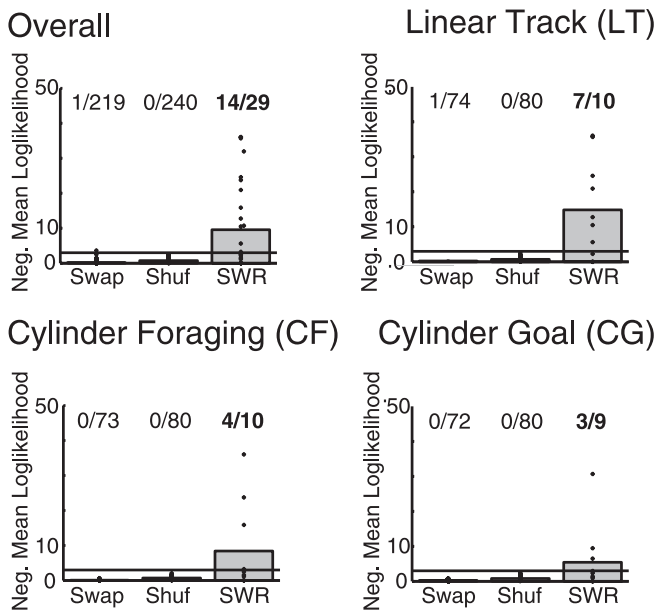 Overall
Neg. Mean Loglikelihood
50
10
0
1/219 0/240 14/29
Swap Shuf SWR
Linear Track (LT)
Neg. Mean Loglikelihood
50
10
0
1/74 0/80 7/10
Swap Shuf SWR
Cylinder Foraging (CF)
Neg. Mean Loglikelihood
50
10
0
0/73 0/80 4/10
Swap Shuf SWR
Cylinder Goal (CG)
Neg. Mean Loglikelihood
50
10
0
0/72 0/80 3/9
Swap Shuf SWR